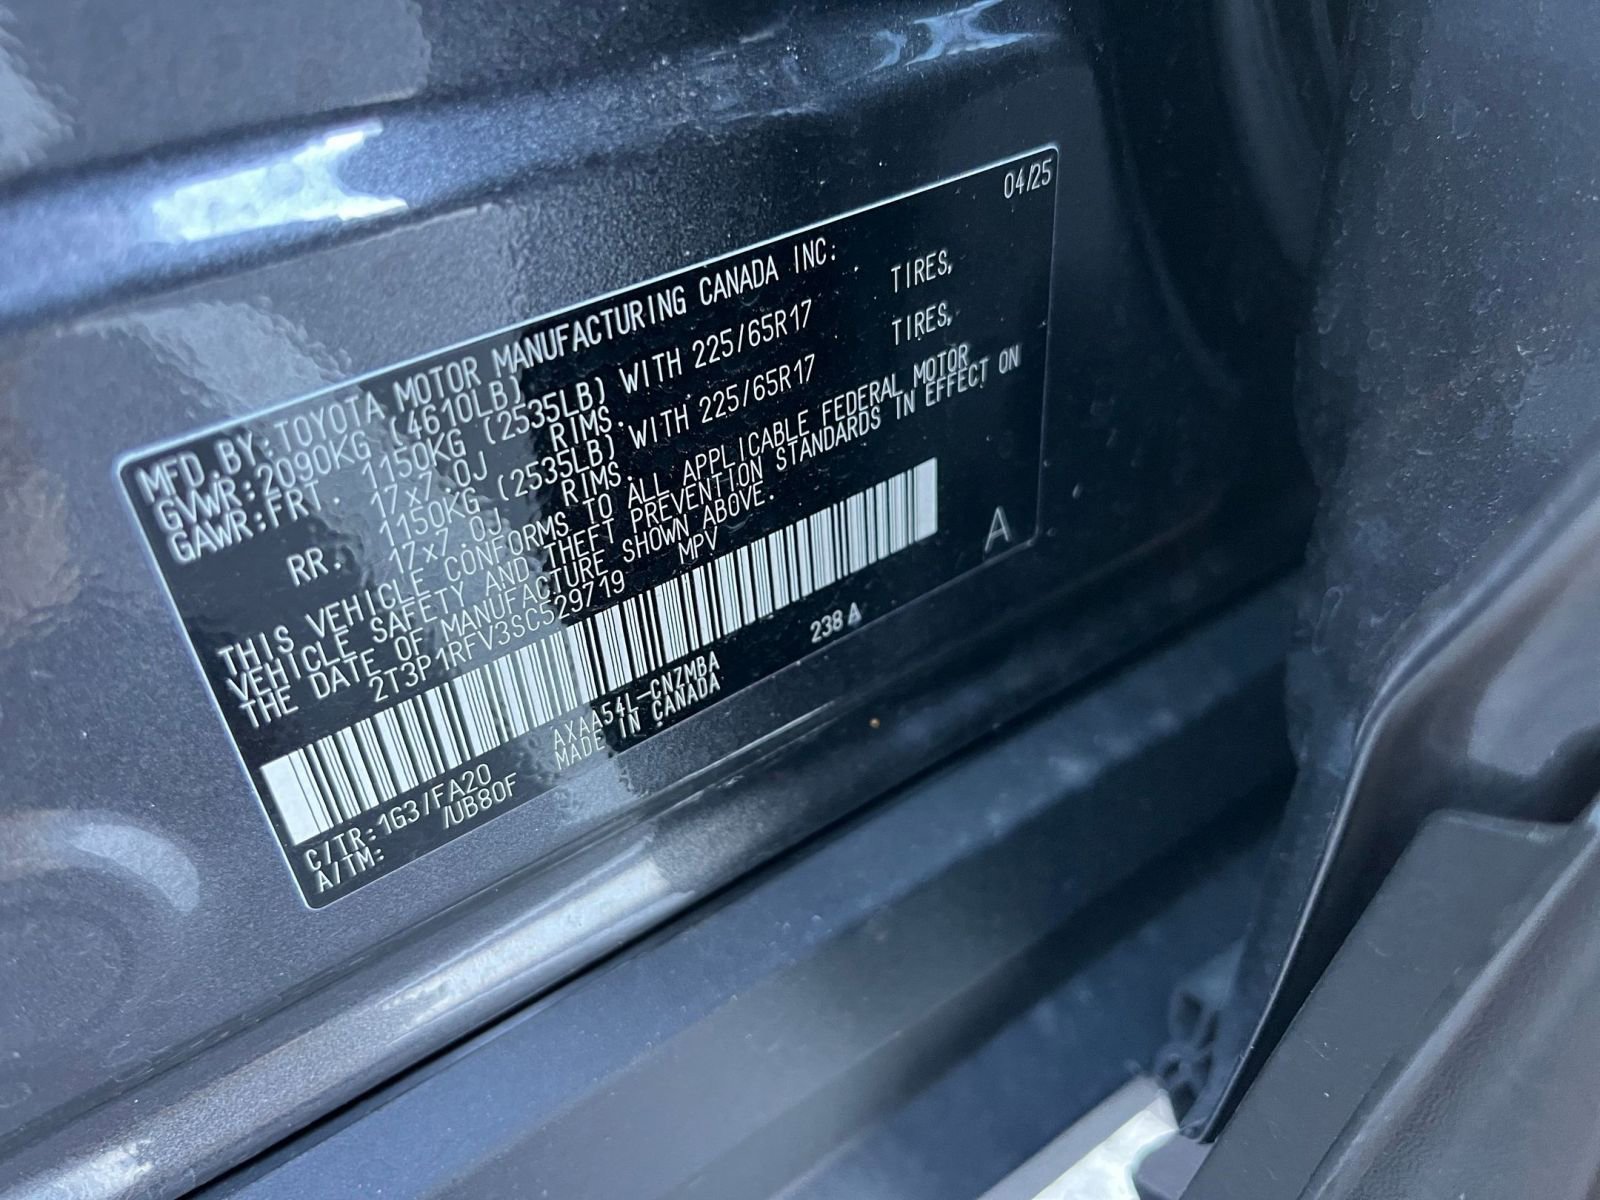 04/25
MFD.BY:TOYOTA MOTOR MANUFACTURING CANADA INC:
GVWR:2090KG (4610LB)
GAWR:FRT. 1150KG (2535LB) WITH 225/65R17 TIRES,
17x7.0J RIMS.
RR. 1150KG (2535LB) WITH 225/65R17 TIRES,
17x7.0J RIMS.
THIS VEHICLE CONFORMS TO ALL APPLICABLE FEDERAL MOTOR
VEHICLE SAFETY AND THEFT PREVENTION STANDARDS IN EFFECT ON
THE DATE OF MANUFACTURE SHOWN ABOVE.
2T3P1RFV3SC529719 MPV
A
238 A
C/TR:1G3/FA20 AXAA54L-CNZMBA
A/TM: /UB80F MADE IN CANADA